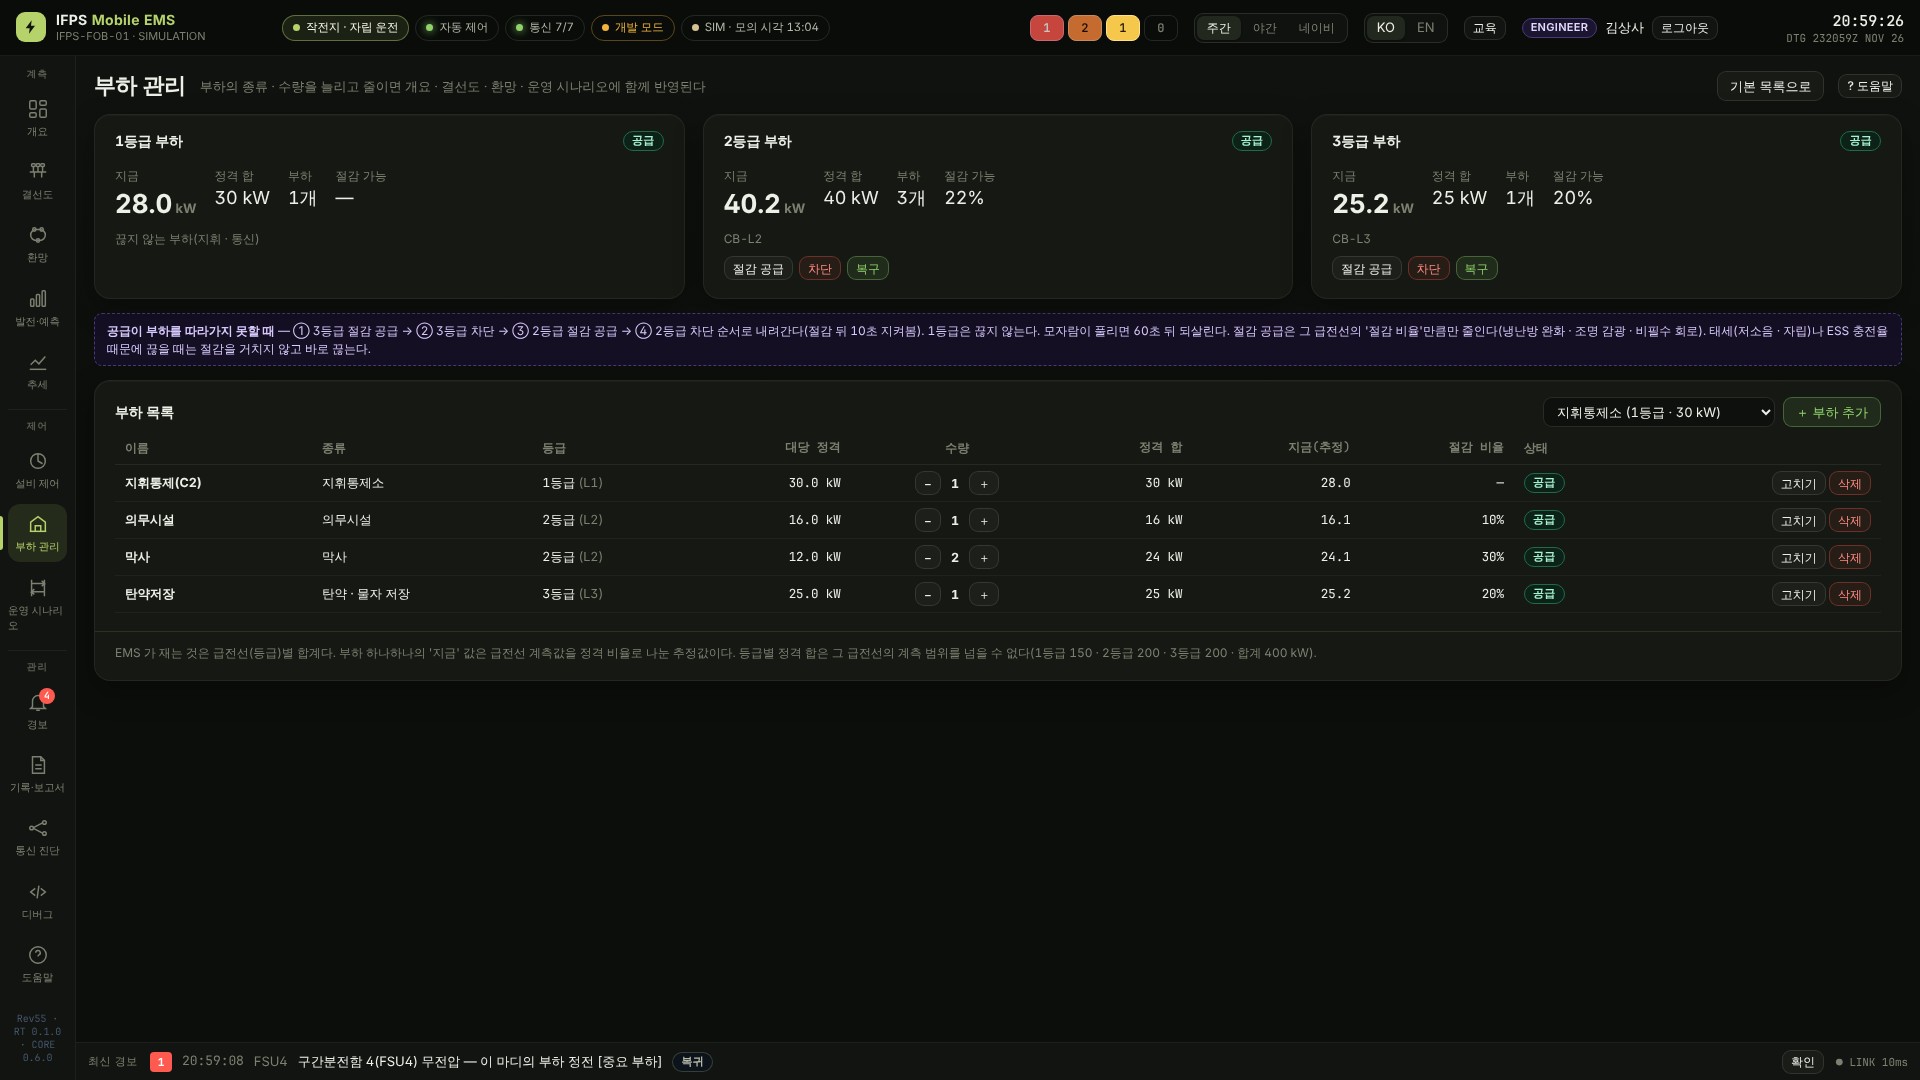 IFPS Mobile EMS
IFPS-FOB-01 · SIMULATION
작전지 · 자립 운전
자동 제어
통신 7/7
개발 모드
SIM · 모의 시각 13:04
1 2 1 0
주간 야간 네이비
KO EN
교육
ENGINEER 김상사 로그아웃
20:59:26
DTG 232059Z NOV 26
계측
개요
결선도
환망
발전·예측
추세
제어
설비 제어
부하 관리
운영 시나리
오
관리
4
경보
기록·보고서
통신 진단
디버그
도움말
RevSS ·
RT 0.1.0
· CORE
0.6.0
부하 관리 부하의 종류 · 수량을 늘리고 줄이면 개요 · 결선도 · 환망 · 운영 시나리오에 함께 반영된다
기본 목록으로 ? 도움말
1등급 부하 공급
지금 정격 합 부하 절감 가능
28.0 kW 30 kW 1개 —
끊지 않는 부하(지휘 · 통신)
2등급 부하 공급
지금 정격 합 부하 절감 가능
40.2 kW 40 kW 3개 22%
CB-L2
절감 공급 차단 복구
3등급 부하 공급
지금 정격 합 부하 절감 가능
25.2 kW 25 kW 1개 20%
CB-L3
절감 공급 차단 복구
공급이 부하를 따라가지 못할 때 — ① 3등급 절감 공급 → ② 3등급 차단 → ③ 2등급 절감 공급 → ④ 2등급 차단 순서로 내려간다(절감 뒤 10초 지켜봄). 1등급은 끊지 않는다. 모자람이 풀리면 60초 뒤 되살린다. 절감 공급은 그 급전선의 '절감 비율'만큼만 줄인다(냉난방 완화 · 조명 감광 · 비필수 회로). 태세(저소음 · 자립)나 ESS 충전율
때문에 끊을 때는 절감을 거치지 않고 바로 끊는다.
부하 목록
지휘통제소 (1등급 · 30 kW) + 부하 추가
이름 종류 등급 대당 정격 수량 정격 합 지금(추정) 절감 비율 상태
지휘통제(C2) 지휘통제소 1등급 (L1) 30.0 kW − 1 + 30 kW 28.0 — 공급 고치기 삭제
의무시설 의무시설 2등급 (L2) 16.0 kW − 1 + 16 kW 16.1 10% 공급 고치기 삭제
막사 막사 2등급 (L2) 12.0 kW − 2 + 24 kW 24.1 30% 공급 고치기 삭제
탄약저장 탄약 · 물자 저장 3등급 (L3) 25.0 kW − 1 + 25 kW 25.2 20% 공급 고치기 삭제
EMS 가 재는 것은 급전선(등급)별 합계다. 부하 하나하나의 '지금' 값은 급전선 계측값을 정격 비율로 나눈 추정값이다. 등급별 정격 합은 그 급전선의 계측 범위를 넘을 수 없다(1등급 150 · 2등급 200 · 3등급 200 · 합계 400 kW).
최신 경보 1 20:59:08 FSU4 구간분전함 4(FSU4) 무전압 — 이 마디의 부하 정전 [중요 부하] 복귀
확인 LINK 10ms